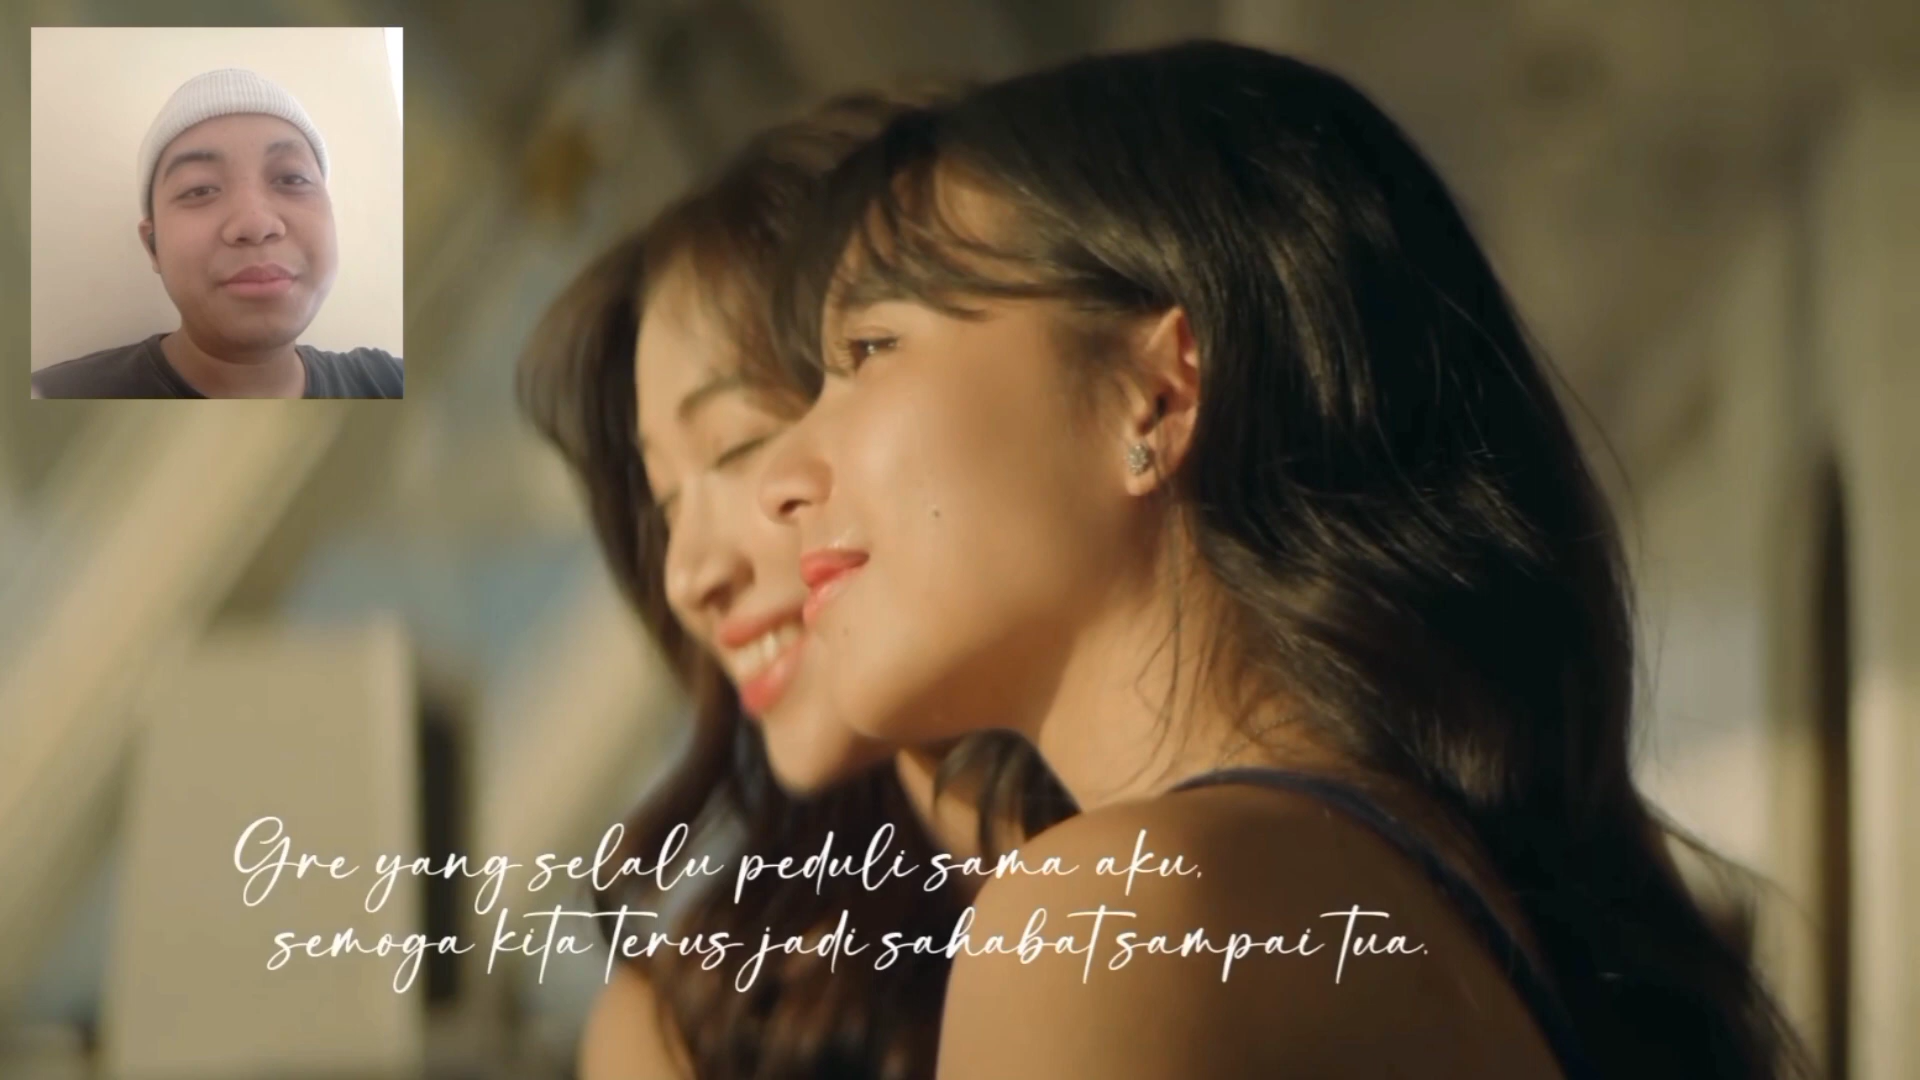 Gre yang selalu peduli sama aku,
semoga kita terus jadi sahabat sampai tua.